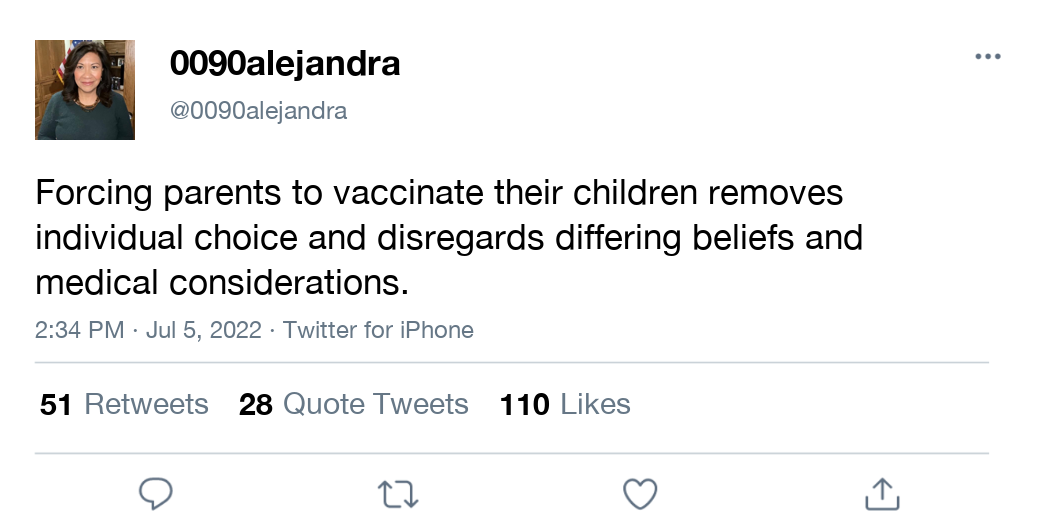 0090alejandra
@0090alejandra
Forcing parents to vaccinate their children removes
individual choice and disregards differing beliefs and
medical considerations.
2:34 PM · Jul 5, 2022 · Twitter for iPhone
51 Retweets 28 Quote Tweets 110 Likes